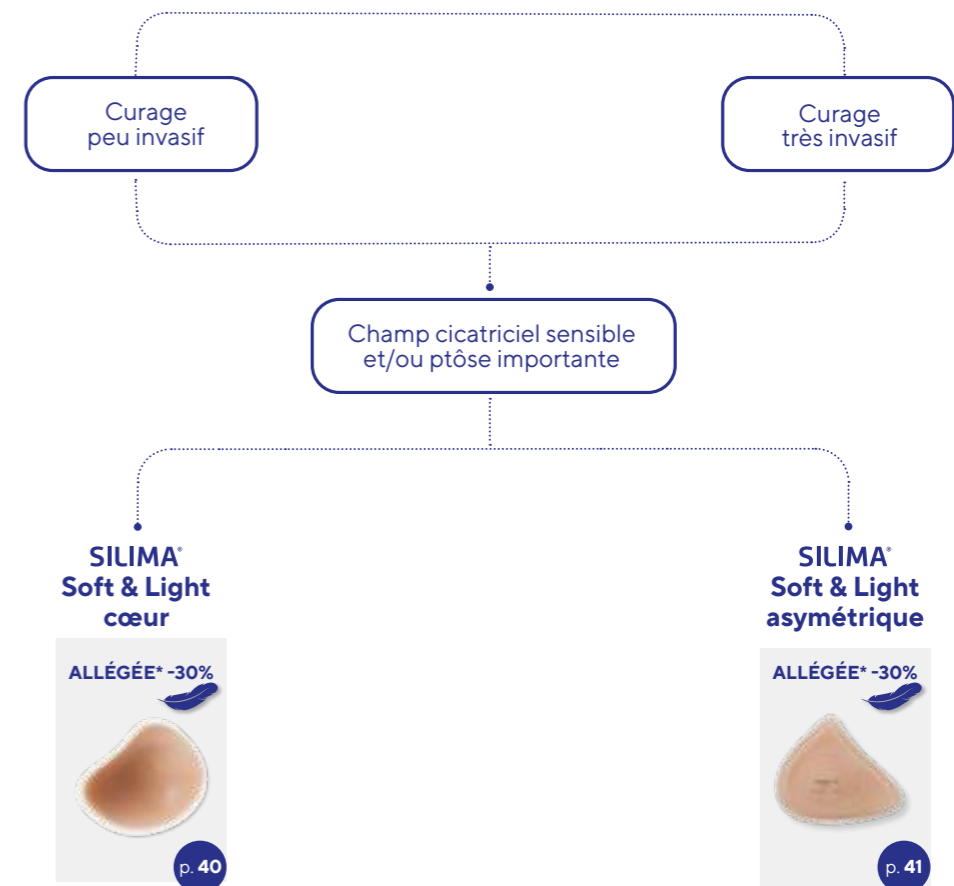 Curage
peu invasif
Curage
très invasif
Champ cicatriciel sensible
et/ou ptôse importante
SILIMA®
Soft & Light
cœur
ALLÉGÉE* -30%
p. 40
SILIMA®
Soft & Light
asymétrique
ALLÉGÉE* -30%
p. 41